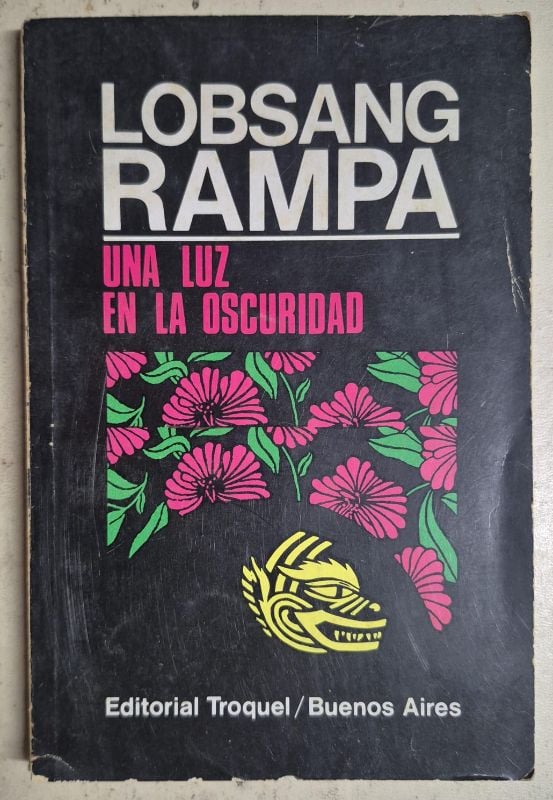 LOBSANG
RAMPA
UNA LUZ
EN LA OSCURIDAD
Editorial Troquel/Buenos Aires